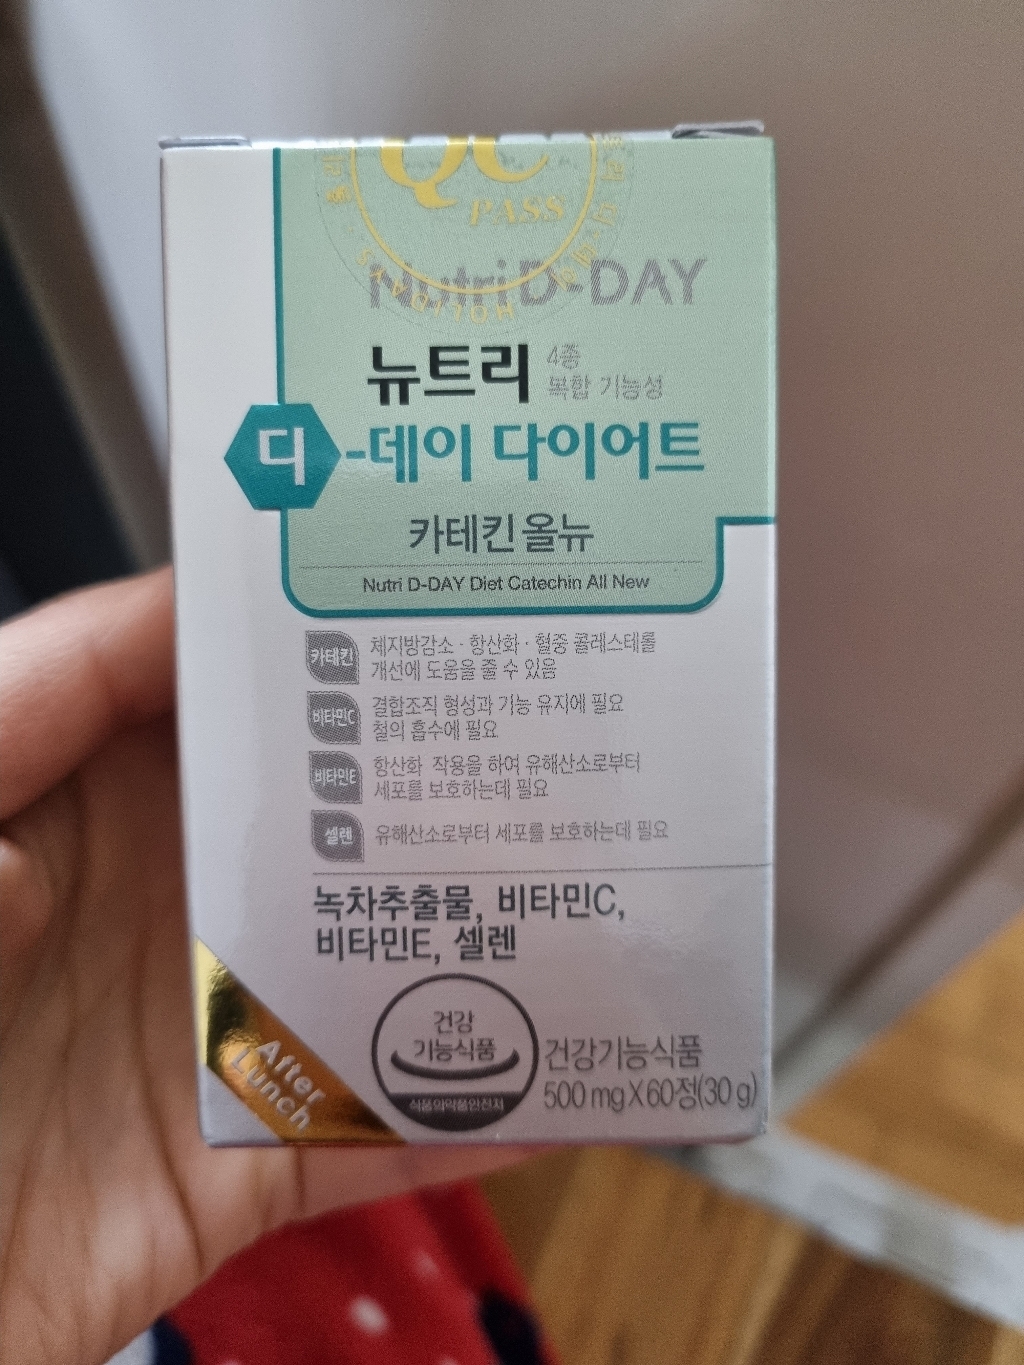 QC
PASS
HOLIDAYS
Nutri D-DAY
뉴트리
4종
복합 기능성
디-데이 다이어트
카테킨 올뉴
Nutri D-DAY Diet Catechin All New
카테킨
체지방감소 · 항산화 · 혈중 콜레스테롤
개선에 도움을 줄 수 있음
비타민C
결합조직 형성과 기능 유지에 필요
철의 흡수에 필요
비타민E
항산화 작용을 하여 유해산소로부터
세포를 보호하는데 필요
셀렌
유해산소로부터 세포를 보호하는데 필요
녹차추출물, 비타민C,
비타민E, 셀렌
After
Lunch
건강
기능식품
식품의약품안전처
건강기능식품
500 mg X 60정(30 g)